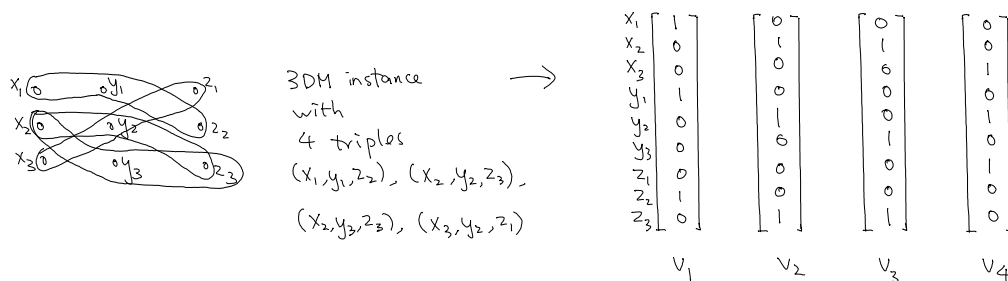 x₁ y₁ z₁
x₂ y₂ z₂
x₃ y₃ z₃
3DM instance
with
4 triples
(x₁,y₁,z₂), (x₂,y₂,z₃),
(x₂,y₃,z₃), (x₃,y₂,z₁)
x₁ 1 0 0 0
x₂ 0 1 1 0
x₃ 0 0 0 1
y₁ 1 0 0 0
y₂ 0 1 0 1
y₃ 0 0 1 0
z₁ 0 0 0 1
z₂ 1 0 0 0
z₃ 0 1 1 0
V₁ V₂ V₃ V₄